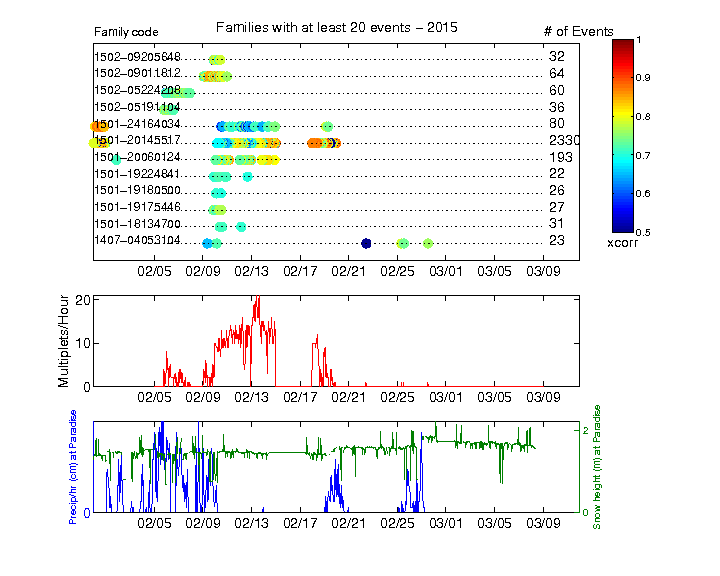 Families with at least 20 events − 2015
Family code
# of Events
1502−09205648 32
1502−09011812 64
1502−05224208 60
1502−05191104 36
1501−24164034 80
1501−20145517 2330
1501−20060124 193
1501−19224841 22
1501−19180500 26
1501−19175446 27
1501−18134700 31
1407−04053104 23
02/05 02/09 02/13 02/17 02/21 02/25 03/01 03/05 03/09
1
0.9
0.8
0.7
0.6
0.5
xcorr
Multiplets/Hour
20
10
0
02/05 02/09 02/13 02/17 02/21 02/25 03/01 03/05 03/09
Precip/hr (cm) at Paradise
0
2
0
Snow height (m) at Paradise
02/05 02/09 02/13 02/17 02/21 02/25 03/01 03/05 03/09